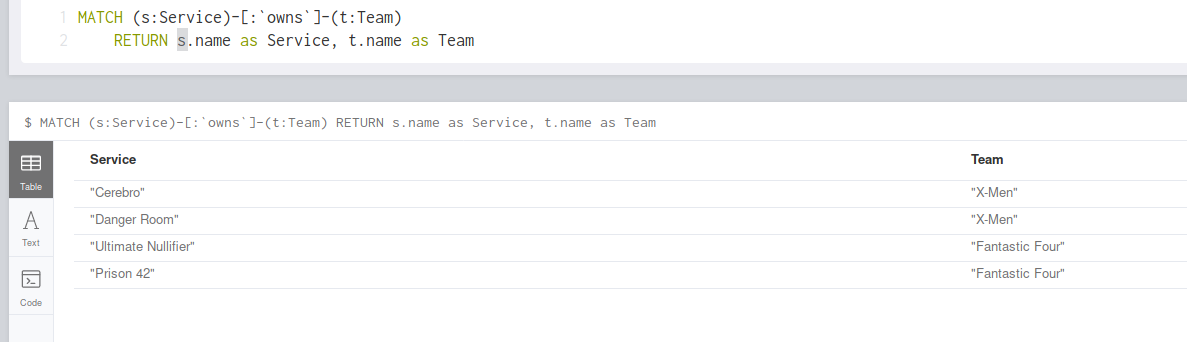 1 MATCH (s:Service)-[:`owns`]-(t:Team)
2 RETURN s.name as Service, t.name as Team
$ MATCH (s:Service)-[:`owns`]-(t:Team) RETURN s.name as Service, t.name as Team
Table
Text
Code
Service Team
"Cerebro" "X-Men"
"Danger Room" "X-Men"
"Ultimate Nullifier" "Fantastic Four"
"Prison 42" "Fantastic Four"